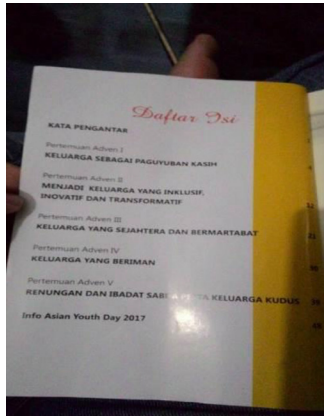 Daftar Isi
KATA PENGANTAR
Pertemuan Adven I
KELUARGA SEBAGAI PAGUYUBAN KASIH
Pertemuan Adven II
MENJADI KELUARGA YANG INKLUSIF,
INOVATIF DAN TRANSFORMATIF
Pertemuan Adven III
KELUARGA YANG SEJAHTERA DAN BERMARTABAT
Pertemuan Adven IV
KELUARGA YANG BERIMAN
Pertemuan Adven V
RENUNGAN DAN IBADAT KELUARGA KUDUS
Info Asian Youth Day 2017